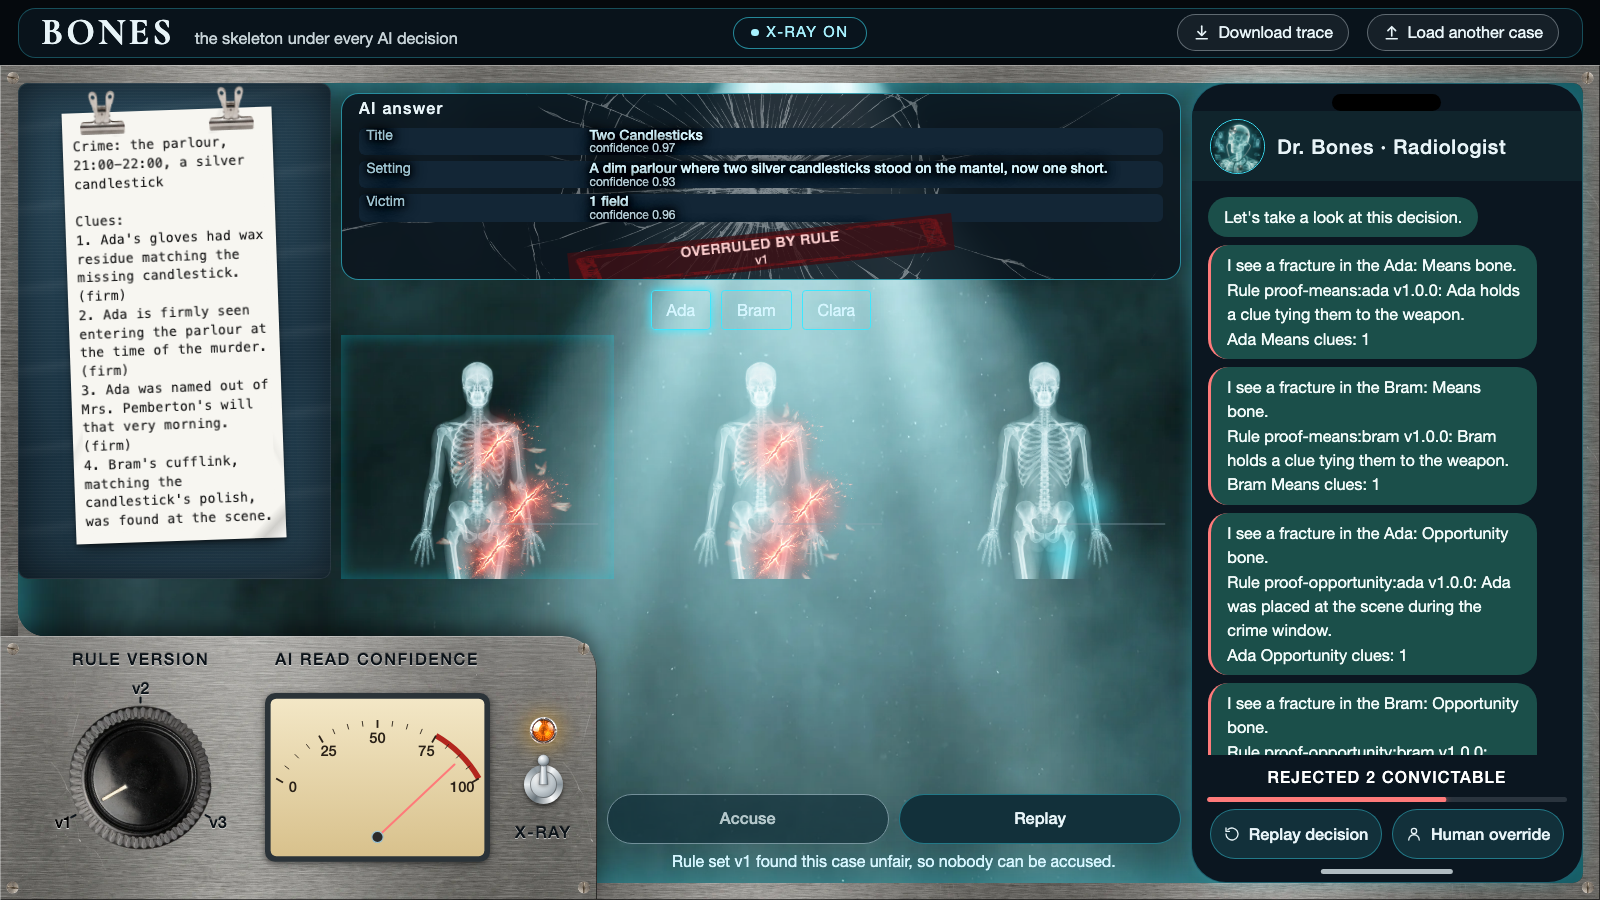 BONES
the skeleton under every AI decision
X-RAY ON
Download trace
Load another case
Crime: the parlour,
21:00–22:00, a silver
candlestick
Clues:
1. Ada's gloves had wax
residue matching the
missing candlestick.
(firm)
2. Ada is firmly seen
entering the parlour at
the time of the murder.
(firm)
3. Ada was named out of
Mrs. Pemberton's will
that very morning.
(firm)
4. Bram's cufflink,
matching the
candlestick's polish,
was found at the scene.
AI answer
Title
Two Candlesticks
confidence 0.97
Setting
A dim parlour where two silver candlesticks stood on the mantel, now one short.
confidence 0.93
Victim
1 field
confidence 0.96
OVERRULED BY RULE
v1
Ada
Bram
Clara
Dr. Bones · Radiologist
Let's take a look at this decision.
I see a fracture in the Ada: Means bone.
Rule proof-means:ada v1.0.0: Ada holds
a clue tying them to the weapon.
Ada Means clues: 1
I see a fracture in the Bram: Means
bone.
Rule proof-means:bram v1.0.0: Bram
holds a clue tying them to the weapon.
Bram Means clues: 1
I see a fracture in the Ada: Opportunity
bone.
Rule proof-opportunity:ada v1.0.0: Ada
was placed at the scene during the
crime window.
Ada Opportunity clues: 1
I see a fracture in the Bram: Opportunity
bone.
Rule proof-opportunity:bram v1.0.0:
REJECTED 2 CONVICTABLE
Replay decision
Human override
RULE VERSION
v1
v2
v3
AI READ CONFIDENCE
0
25
50
75
100
X-RAY
Accuse
Replay
Rule set v1 found this case unfair, so nobody can be accused.